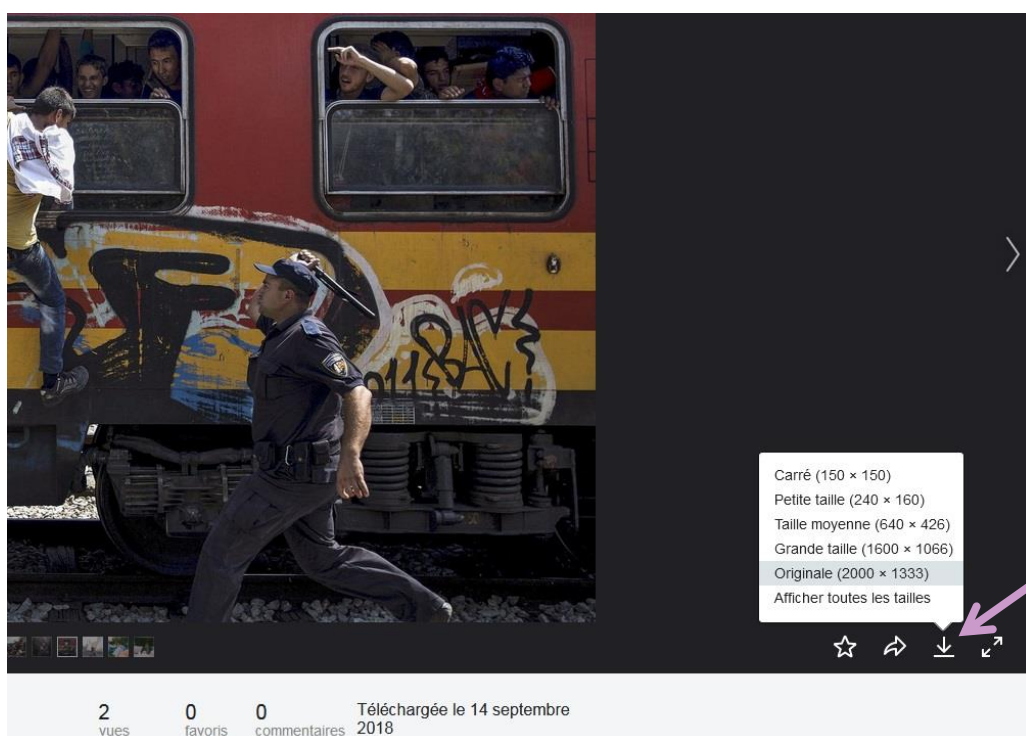 011
Carré (150 × 150)
Petite taille (240 × 160)
Taille moyenne (640 × 426)
Grande taille (1600 × 1066)
Originale (2000 × 1333)
Afficher toutes les tailles
2
vues
0
favoris
0
commentaires
Téléchargée le 14 septembre
2018